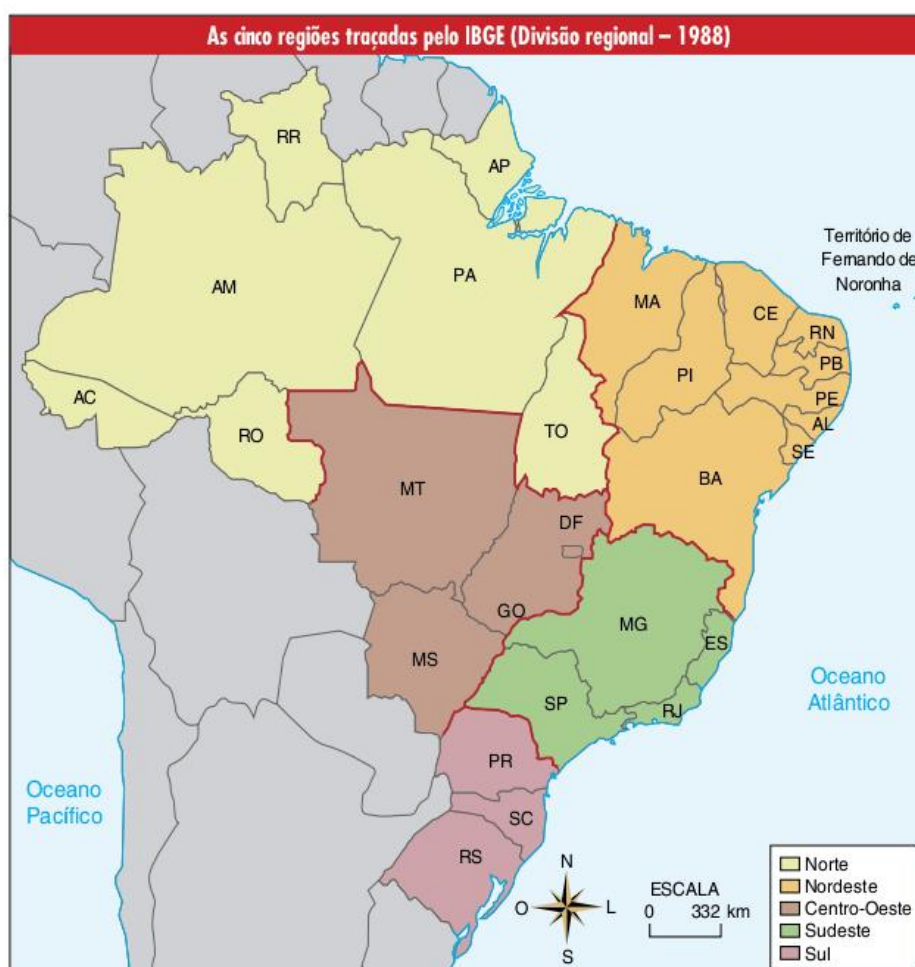 As cinco regiões traçadas pelo IBGE (Divisão regional – 1988)
RR
AP
Território de
Fernando de
Noronha
AM
PA
MA
CE
RN
PB
PI
PE
AC
AL
RO
TO
SE
BA
MT
DF
GO
MG
ES
MS
SP
RJ
Oceano
Atlântico
PR
Oceano
Pacífico
SC
RS
N
O
L
S
ESCALA
0 332 km
Norte
Nordeste
Centro-Oeste
Sudeste
Sul